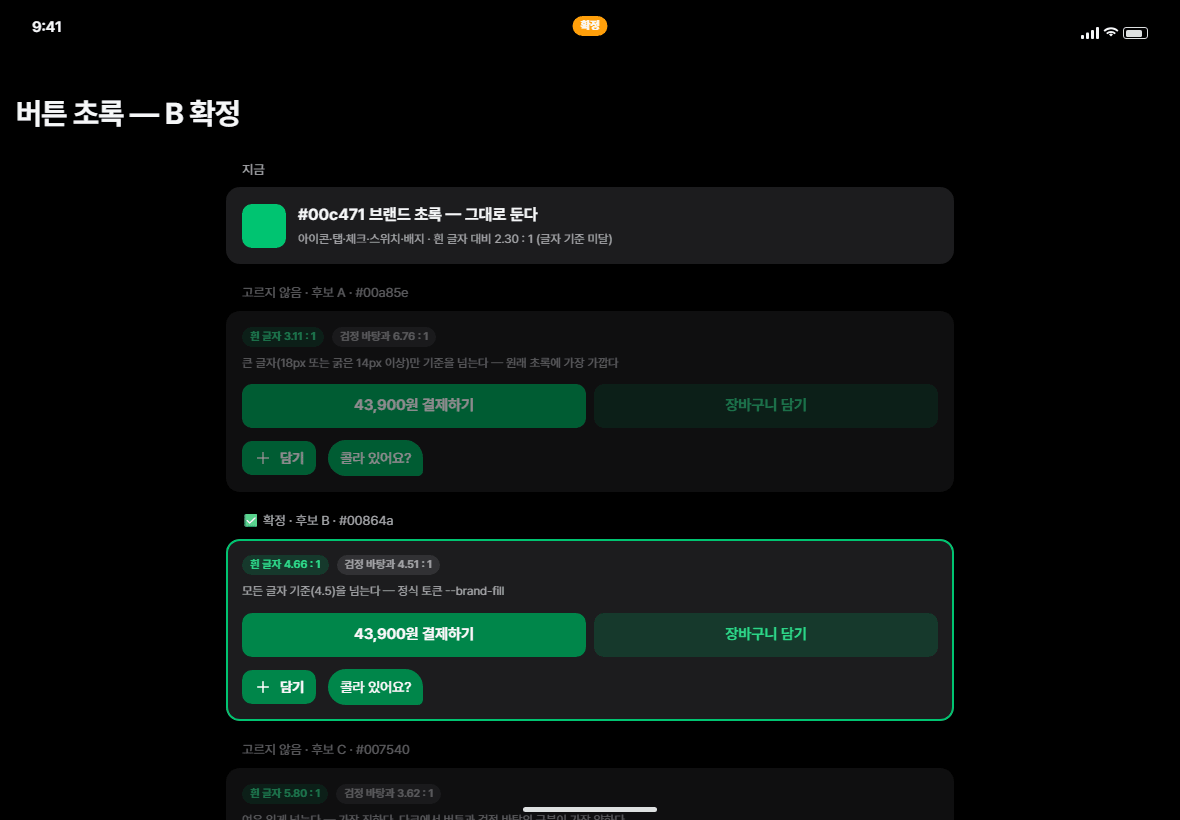 9:41
확정
버튼 초록 — B 확정
지금
#00c471 브랜드 초록 — 그대로 둔다
아이콘·탭·체크·스위치·배지 · 흰 글자 대비 2.30 : 1 (글자 기준 미달)
고르지 않음 · 후보 A · #00a85e
흰 글자 3.11 : 1
검정 바탕과 6.76 : 1
큰 글자(18px 또는 굵은 14px 이상)만 기준을 넘는다 — 원래 초록에 가장 가깝다
43,900원 결제하기
장바구니 담기
+ 담기
콜라 있어요?
✅ 확정 · 후보 B · #00864a
흰 글자 4.66 : 1
검정 바탕과 4.51 : 1
모든 글자 기준(4.5)을 넘는다 — 정식 토큰 --brand-fill
43,900원 결제하기
장바구니 담기
+ 담기
콜라 있어요?
고르지 않음 · 후보 C · #007540
흰 글자 5.80 : 1
검정 바탕과 3.62 : 1